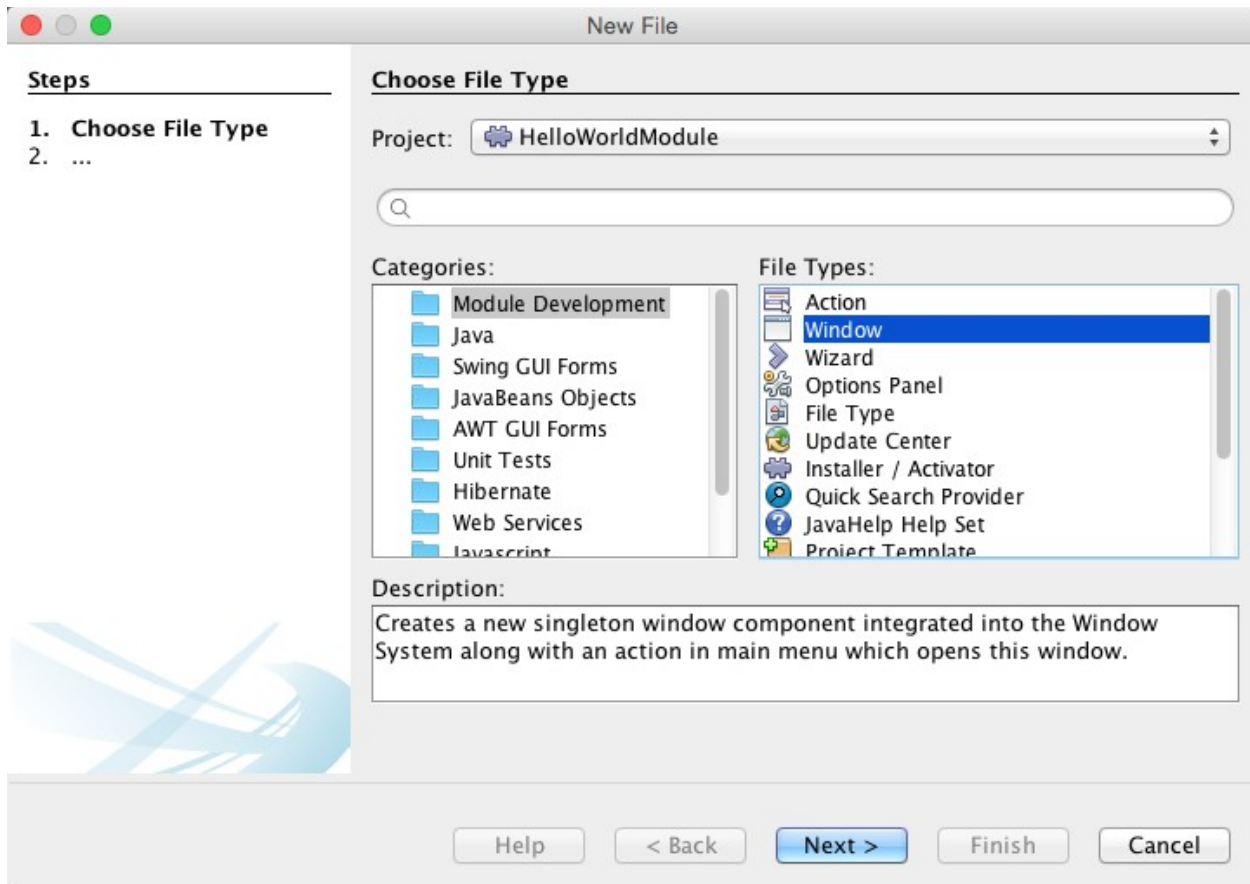 New File
Steps
1. Choose File Type
2. ...
Choose File Type
Project: HelloWorldModule
Categories:
Module Development
Java
Swing GUI Forms
JavaBeans Objects
AWT GUI Forms
Unit Tests
Hibernate
Web Services
Javascript
File Types:
Action
Window
Wizard
Options Panel
File Type
Update Center
Installer / Activator
Quick Search Provider
JavaHelp Help Set
Project Template
Description:
Creates a new singleton window component integrated into the Window
System along with an action in main menu which opens this window.
Help
< Back
Next >
Finish
Cancel